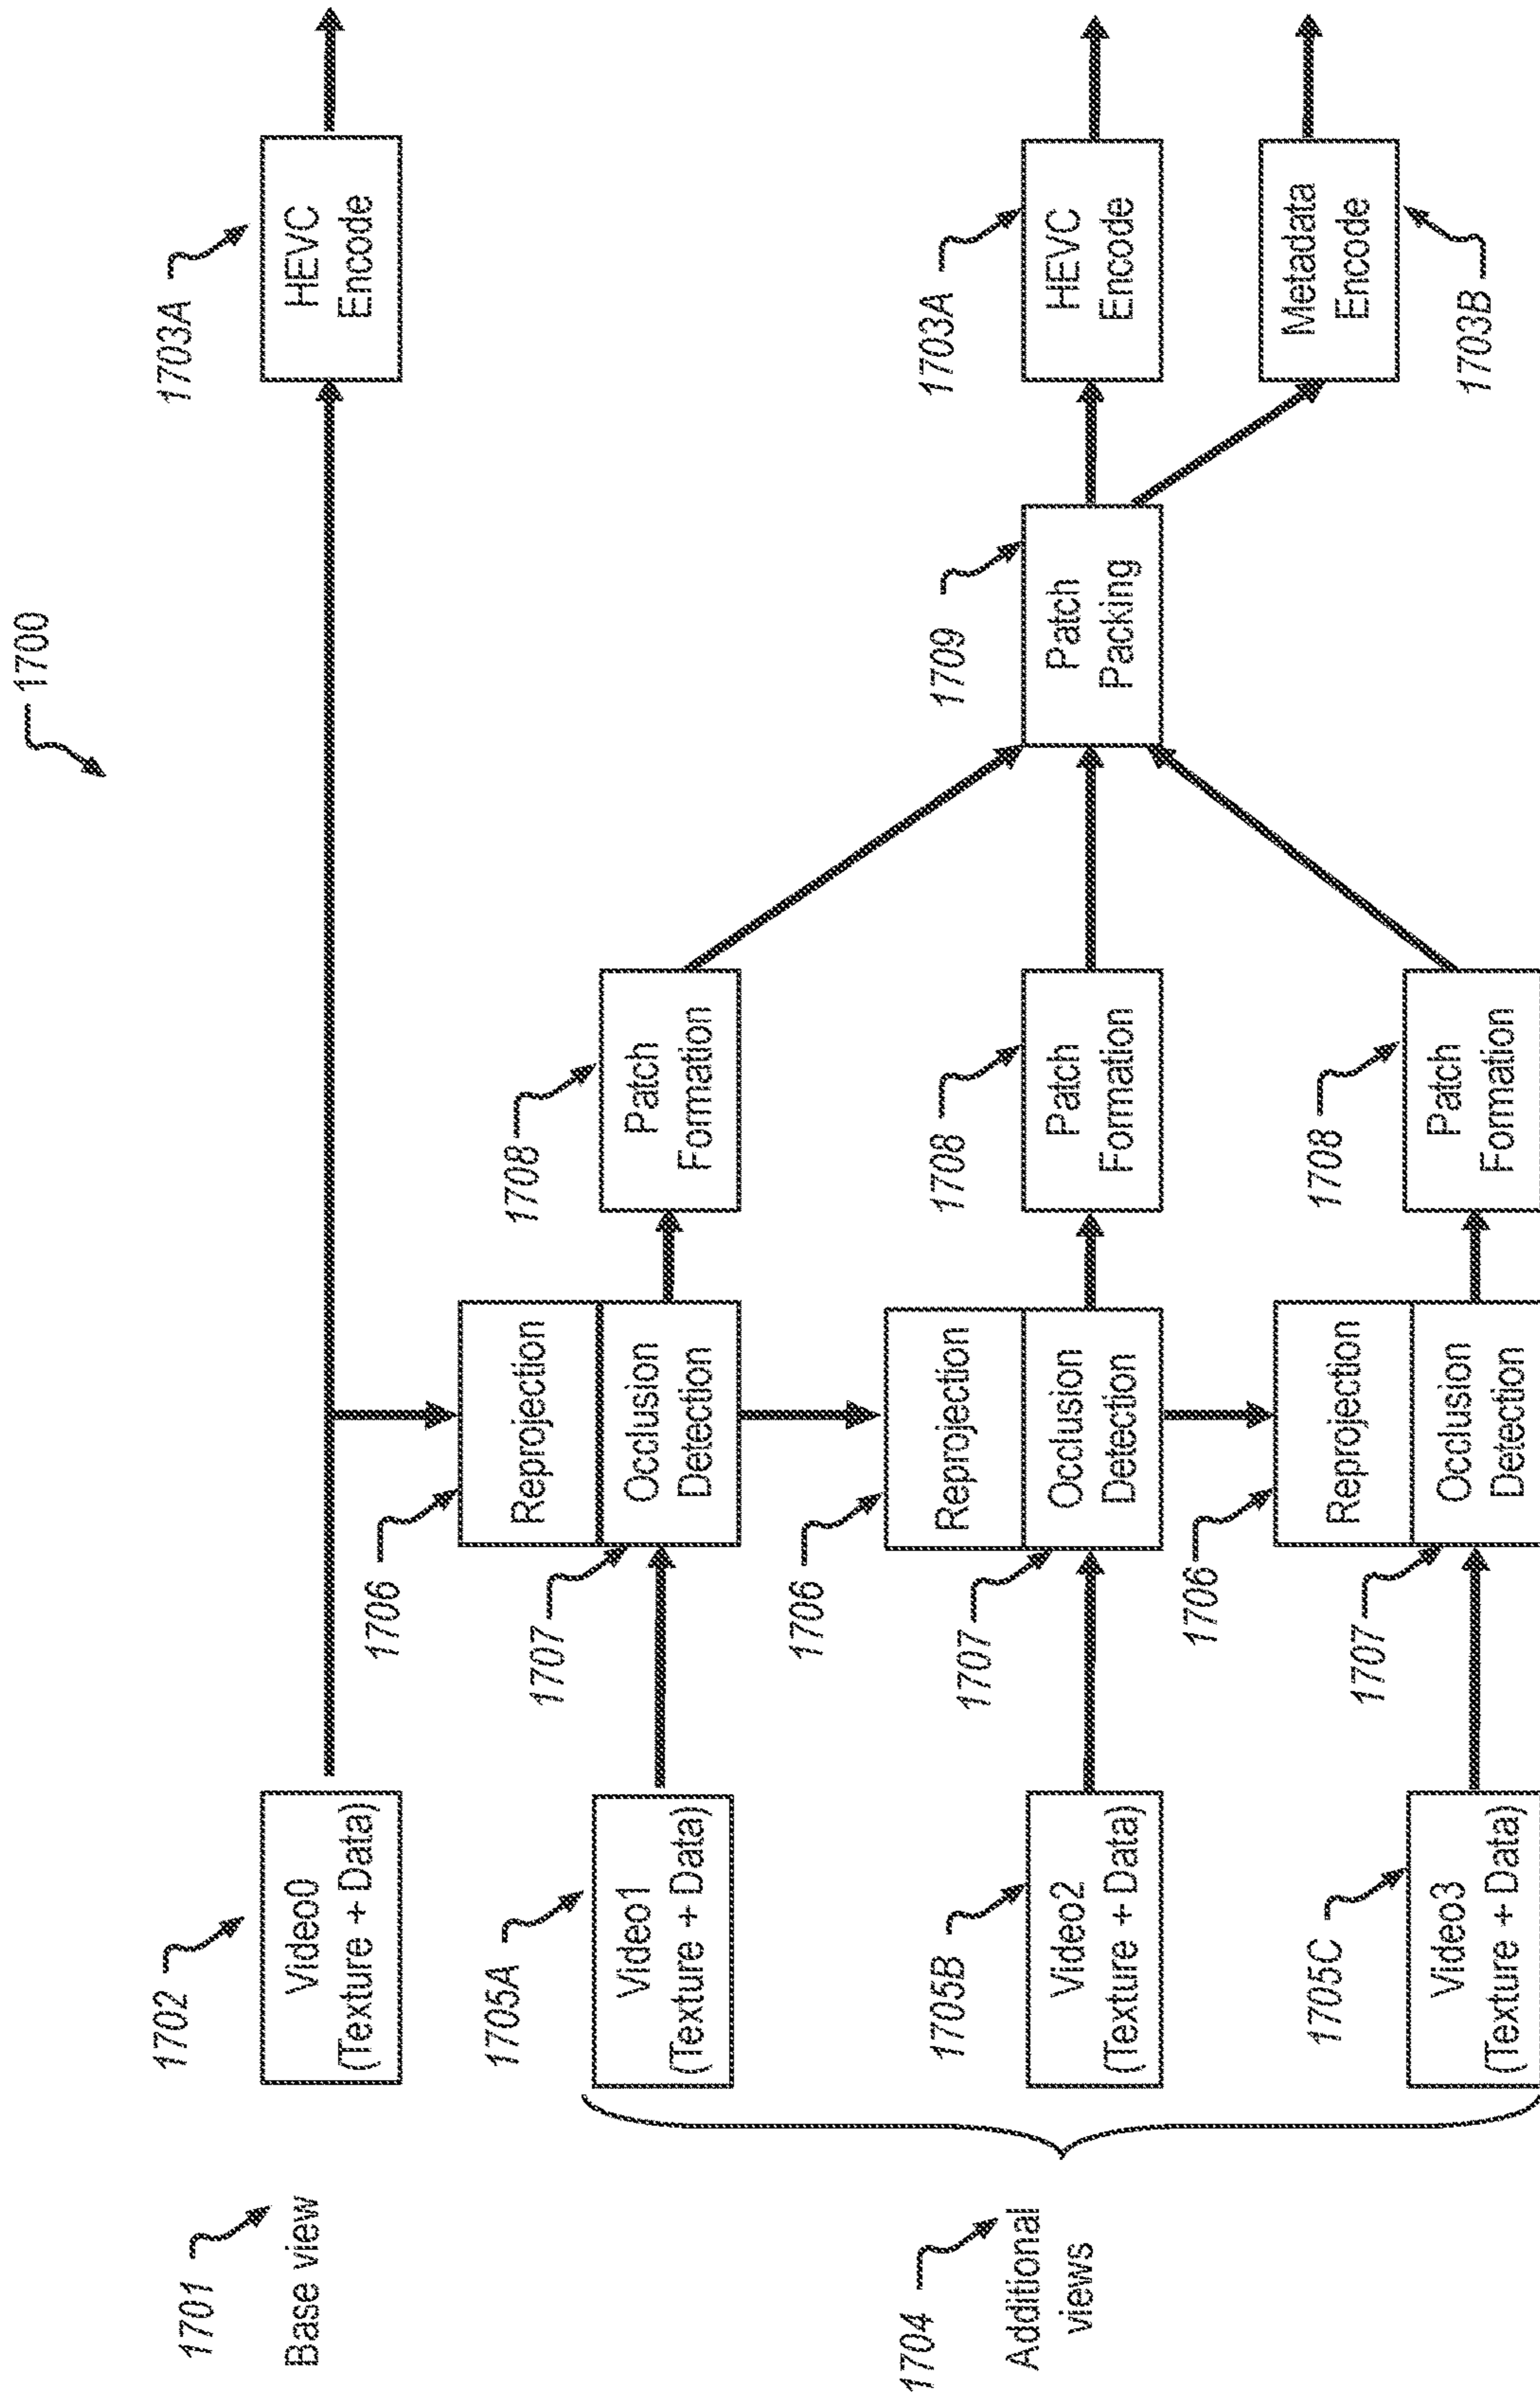 1700
1701
Base view
1702
Video0
(Texture + Data)
1703A
HEVC
Encode
1704
Additional
views
1705A
Video1
(Texture + Data)
1706
Reprojection
1707
Occlusion
Detection
1708
Patch
Formation
1705B
Video2
(Texture + Data)
1706
Reprojection
1707
Occlusion
Detection
1708
Patch
Formation
1709
Patch
Packing
1703A
HEVC
Encode
Metadata
Encode
1703B
1705C
Video3
(Texture + Data)
1706
Reprojection
1707
Occlusion
Detection
1708
Patch
Formation